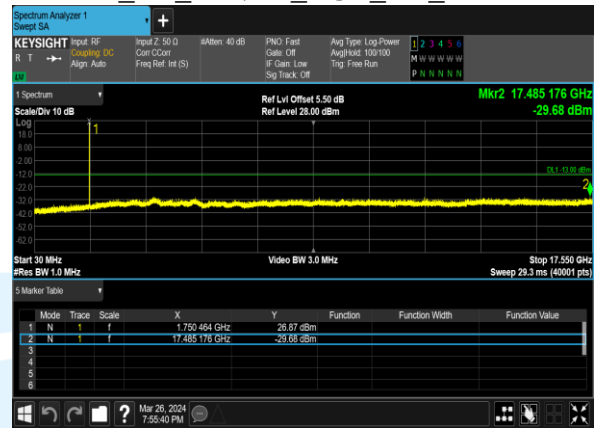 Spectrum Analyzer 1
Swept SA
+
KEYSIGHT Input: RF Input Z: 50 Ω #Atten: 40 dB PNO: Fast Avg Type: Log-Power 1 2 3 4 5 6
R T Coupling: DC Corr CCorr Gate: Off Avg|Hold: 100/100 M W W W W W
Align: Auto Freq Ref: Int (S) IF Gain: Low Trig: Free Run
LV Sig Track: Off P N N N N N
1 Spectrum Ref Lvl Offset 5.50 dB Mkr2 17.485 176 GHz
Scale/Div 10 dB Ref Level 28.00 dBm -29.68 dBm
Log
1
18.0
8.00
-2.00
DL1 -13.00 dBm
-12.0
2
-22.0
-32.0
-42.0
-52.0
-62.0
Start 30 MHz Video BW 3.0 MHz Stop 17.550 GHz
#Res BW 1.0 MHz Sweep 29.3 ms (40001 pts)
5 Marker Table
Mode Trace Scale X Y Function Function Width Function Value
1 N 1 f 1.750 464 GHz 26.87 dBm
2 N 1 f 17.485 176 GHz -29.68 dBm
3
4
5
6
? Mar 26, 2024
7:55:40 PM